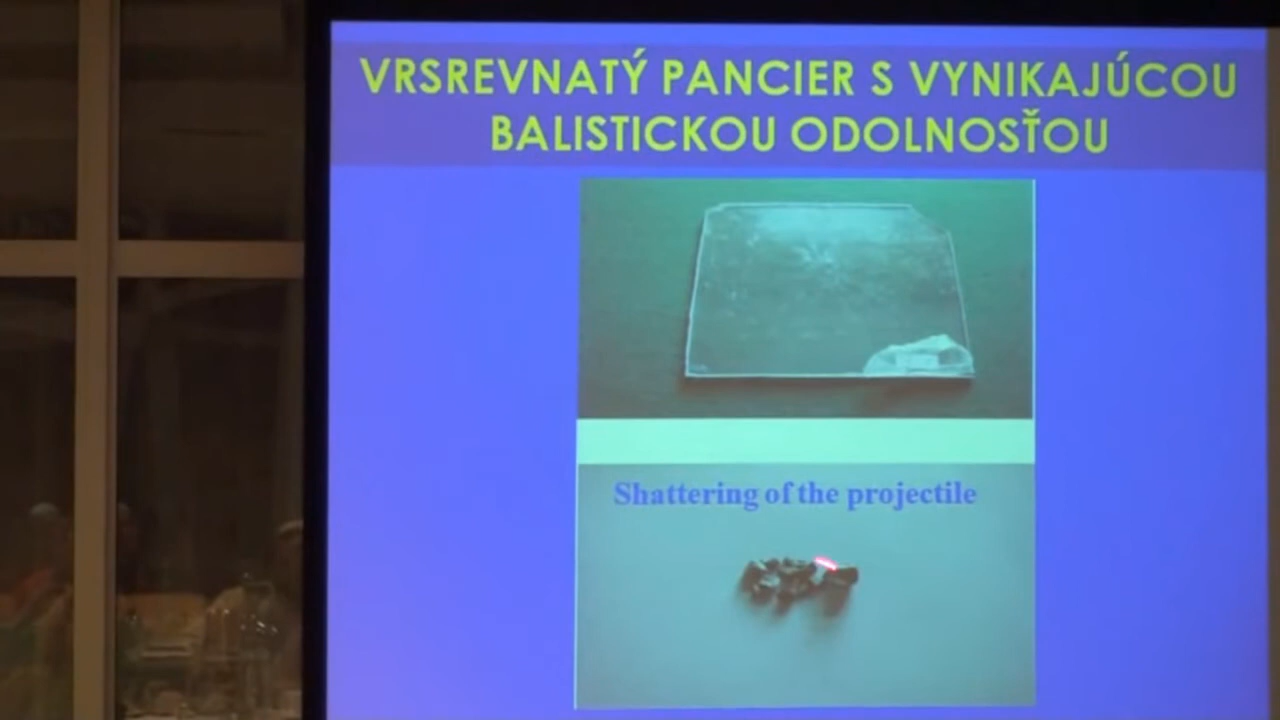 VRSREVNATÝ PANCIER S VYNIKAJÚCOU
BALISTICKOU ODOLNOSŤOU
Shattering of the projectile